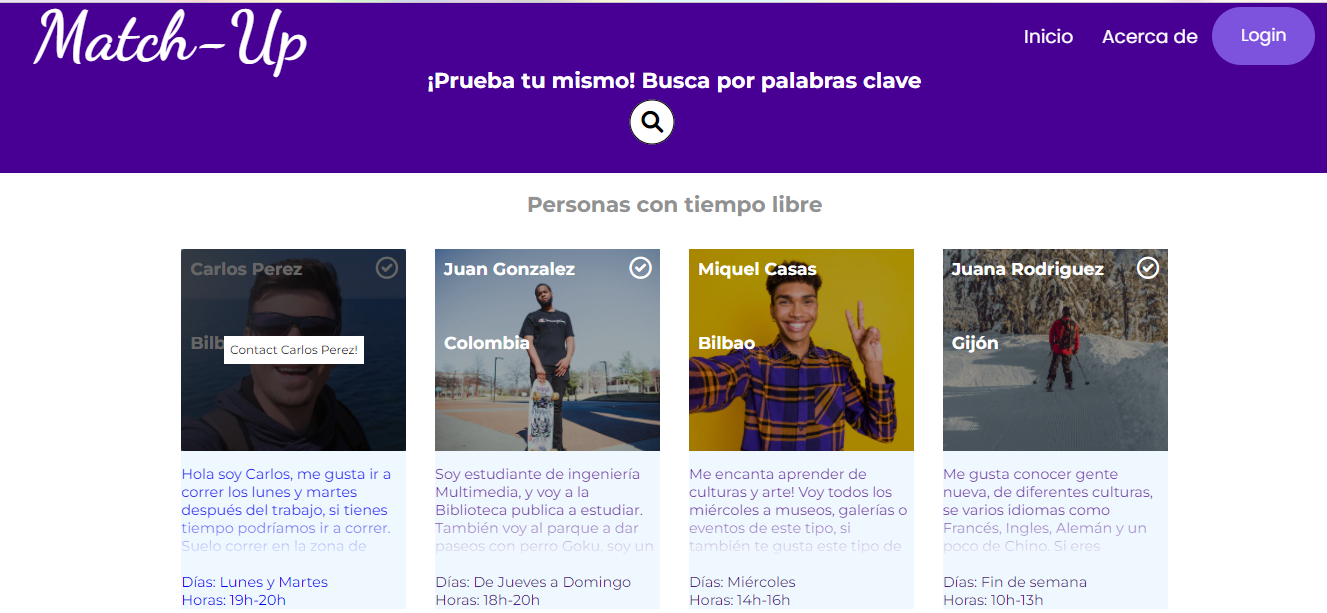 Match-Up
Inicio Acerca de Login
¡Prueba tu mismo! Busca por palabras clave
Personas con tiempo libre
Carlos Perez
Bilb
Contact Carlos Perez!
Hola soy Carlos, me gusta ir a
correr los lunes y martes
después del trabajo, si tienes
tiempo podríamos ir a correr.
Suelo correr en la zona de
Días: Lunes y Martes
Horas: 19h-20h
Juan Gonzalez
Colombia
Soy estudiante de ingeniería
Multimedia, y voy a la
Biblioteca publica a estudiar.
También voy al parque a dar
paseos con perro Goku, soy un
Días: De Jueves a Domingo
Horas: 18h-20h
Miquel Casas
Bilbao
Me encanta aprender de
culturas y arte! Voy todos los
miércoles a museos, galerías o
eventos de este tipo, si
también te gusta este tipo de
Días: Miércoles
Horas: 14h-16h
Juana Rodriguez
Gijón
Me gusta conocer gente
nueva, de diferentes culturas,
se varios idiomas como
Francés, Ingles, Alemán y un
poco de Chino. Si eres
Días: Fin de semana
Horas: 10h-13h